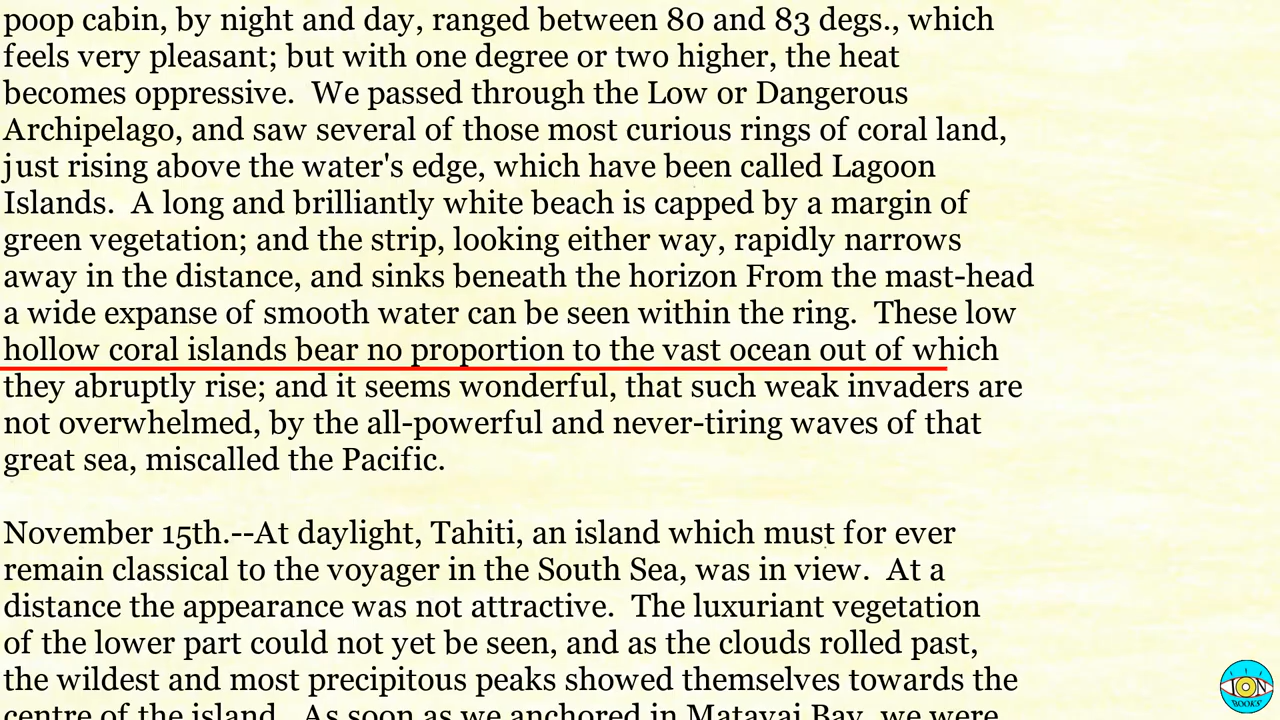 poop cabin, by night and day, ranged between 80 and 83 degs., which
feels very pleasant; but with one degree or two higher, the heat
becomes oppressive.  We passed through the Low or Dangerous
Archipelago, and saw several of those most curious rings of coral land,
just rising above the water's edge, which have been called Lagoon
Islands.  A long and brilliantly white beach is capped by a margin of
green vegetation; and the strip, looking either way, rapidly narrows
away in the distance, and sinks beneath the horizon From the mast-head
a wide expanse of smooth water can be seen within the ring.  These low
hollow coral islands bear no proportion to the vast ocean out of which
they abruptly rise; and it seems wonderful, that such weak invaders are
not overwhelmed, by the all-powerful and never-tiring waves of that
great sea, miscalled the Pacific.
November 15th.--At daylight, Tahiti, an island which must for ever
remain classical to the voyager in the South Sea, was in view.  At a
distance the appearance was not attractive.  The luxuriant vegetation
of the lower part could not yet be seen, and as the clouds rolled past,
the wildest and most precipitous peaks showed themselves towards the
centre of the island.  As soon as we anchored in Matavai Bay, we were
ION
BOOKS